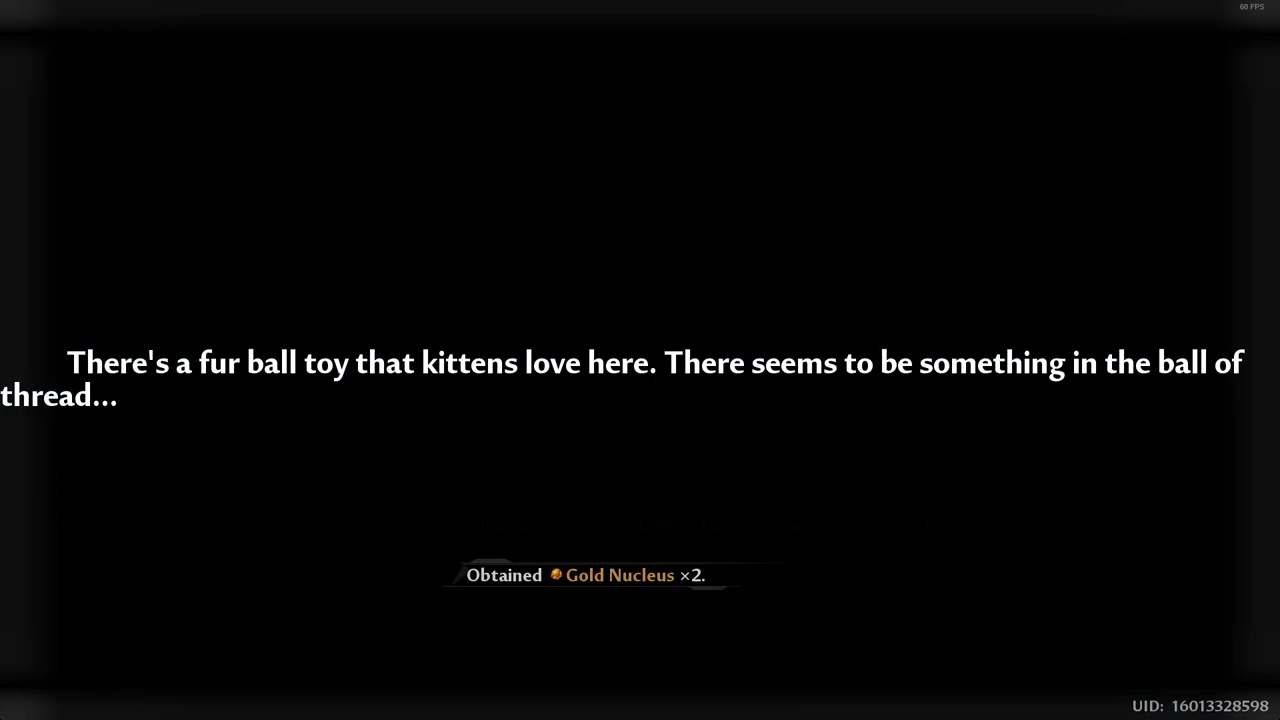 60 FPS
There's a fur ball toy that kittens love here. There seems to be something in the ball of
thread...
Obtained Gold Nucleus ×2.
UID: 16013328598